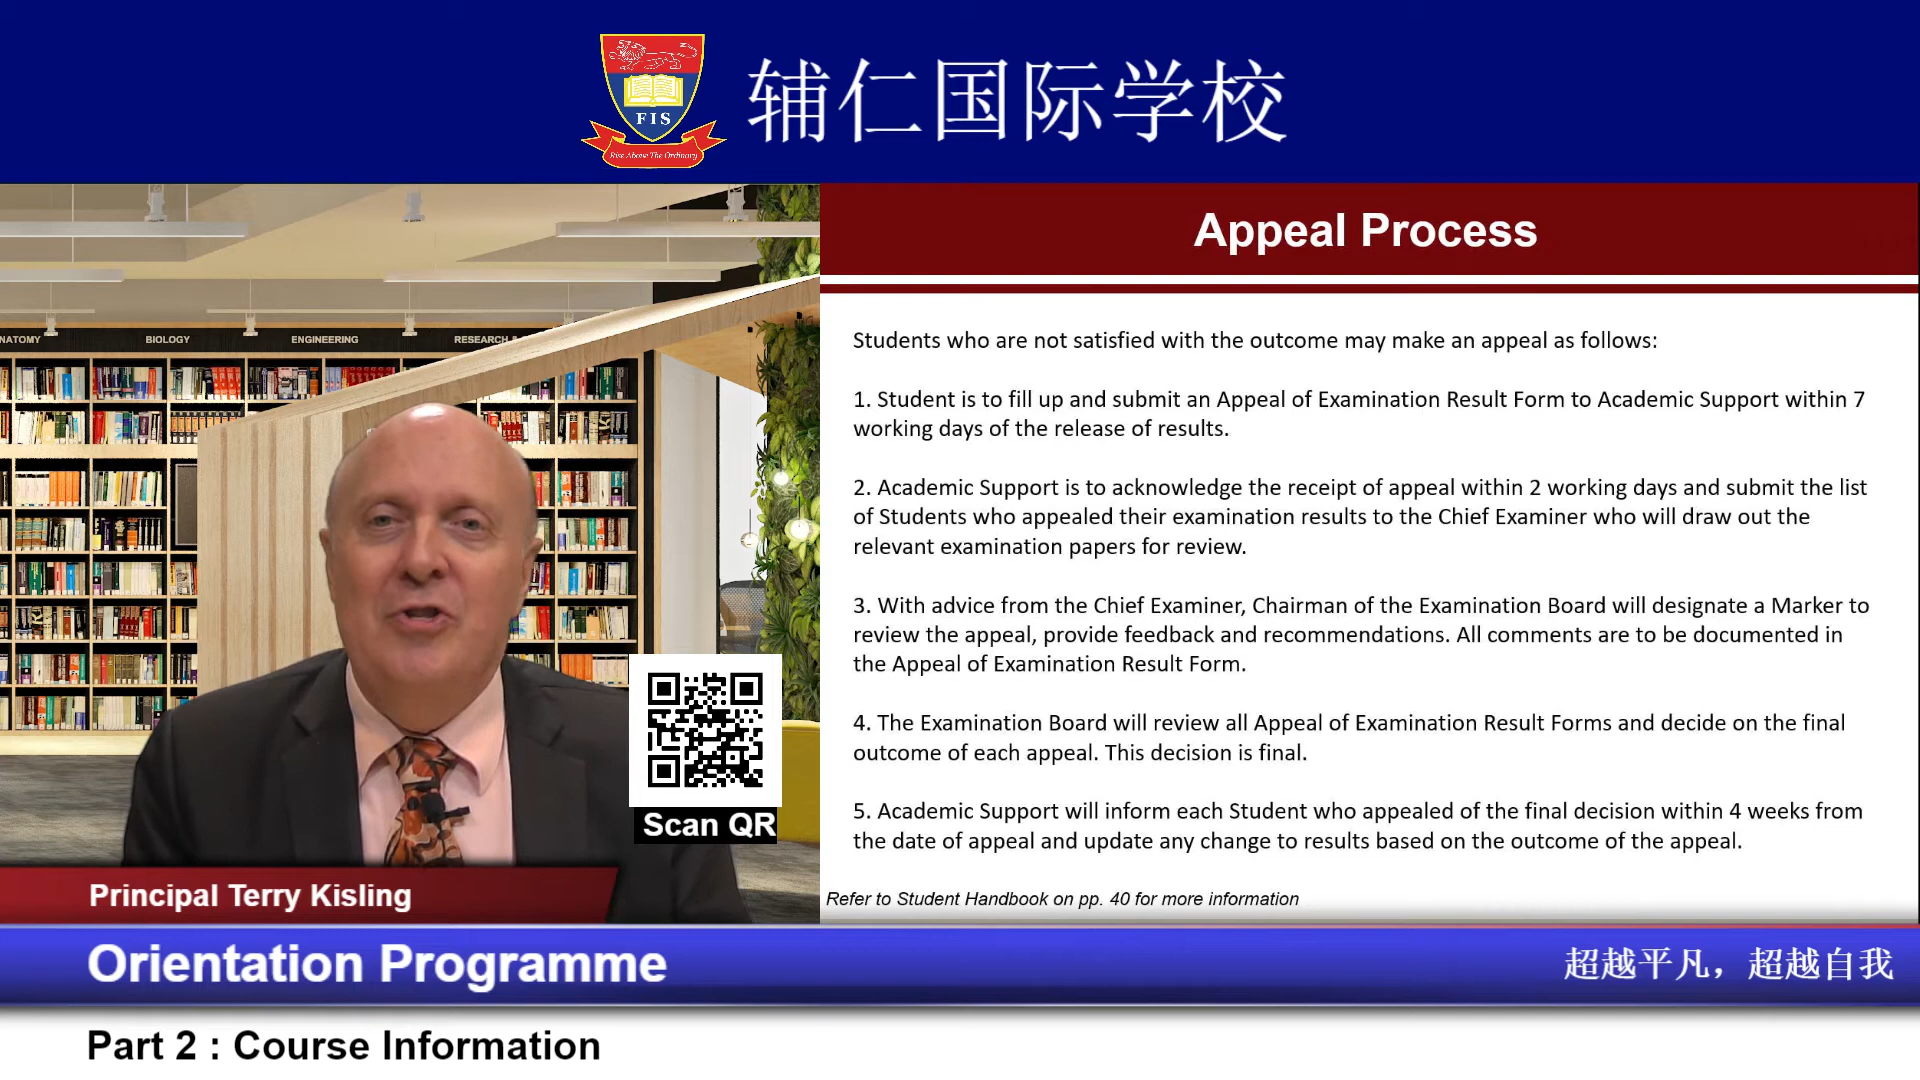 辅仁国际学校
FIS
Rise Above The Ordinary
Appeal Process
NATOMY
BIOLOGY
ENGINEERING
RESEARCH
Students who are not satisfied with the outcome may make an appeal as follows:
1. Student is to fill up and submit an Appeal of Examination Result Form to Academic Support within 7
working days of the release of results.
2. Academic Support is to acknowledge the receipt of appeal within 2 working days and submit the list
of Students who appealed their examination results to the Chief Examiner who will draw out the
relevant examination papers for review.
3. With advice from the Chief Examiner, Chairman of the Examination Board will designate a Marker to
review the appeal, provide feedback and recommendations. All comments are to be documented in
the Appeal of Examination Result Form.
4. The Examination Board will review all Appeal of Examination Result Forms and decide on the final
outcome of each appeal. This decision is final.
5. Academic Support will inform each Student who appealed of the final decision within 4 weeks from
the date of appeal and update any change to results based on the outcome of the appeal.
Refer to Student Handbook on pp. 40 for more information
Scan QR
Principal Terry Kisling
Orientation Programme
超越平凡，超越自我
Part 2 : Course Information